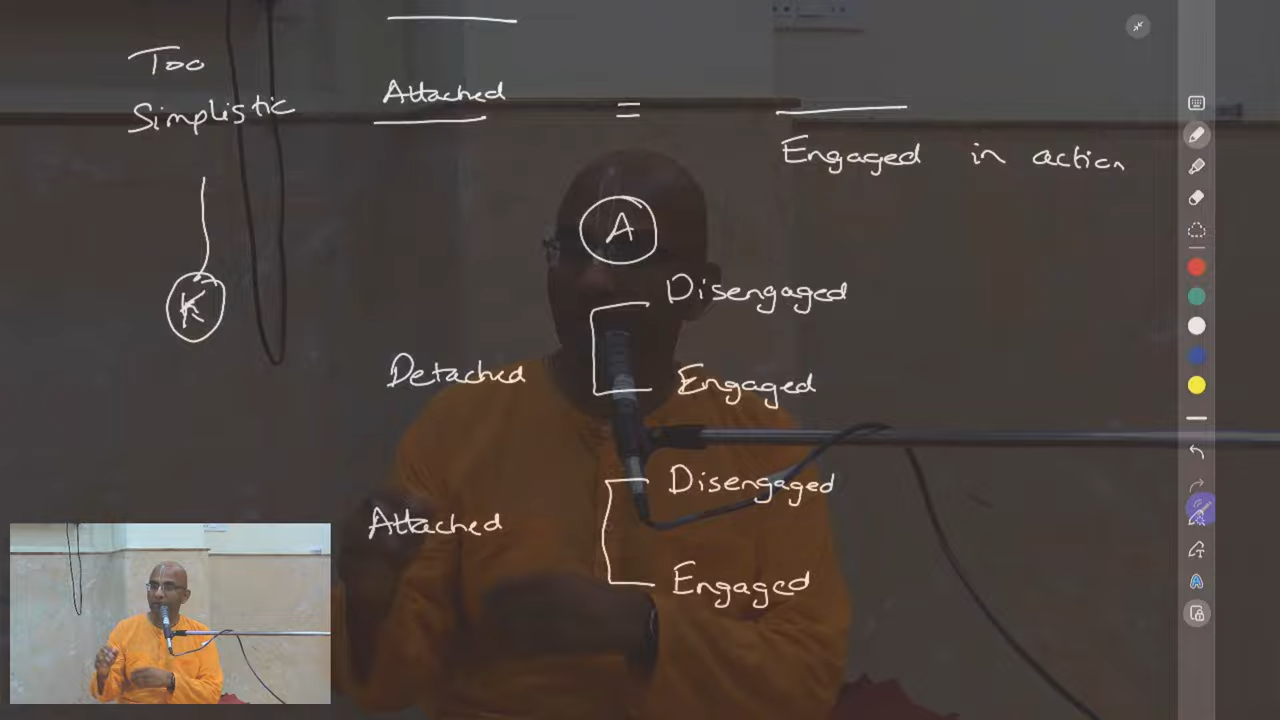 Too
Simplistic
Attached
=
Engaged in action
A
K
Disengaged
Detached
Engaged
Disengaged
Attached
Engaged